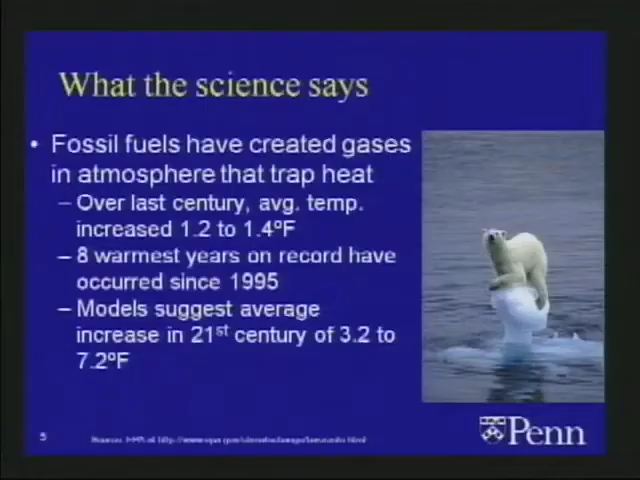 What the science says
• Fossil fuels have created gases
in atmosphere that trap heat
– Over last century, avg. temp.
increased 1.2 to 1.4ºF
– 8 warmest years on record have
occurred since 1995
– Models suggest average
increase in 21st century of 3.2 to
7.2ºF
5
Penn